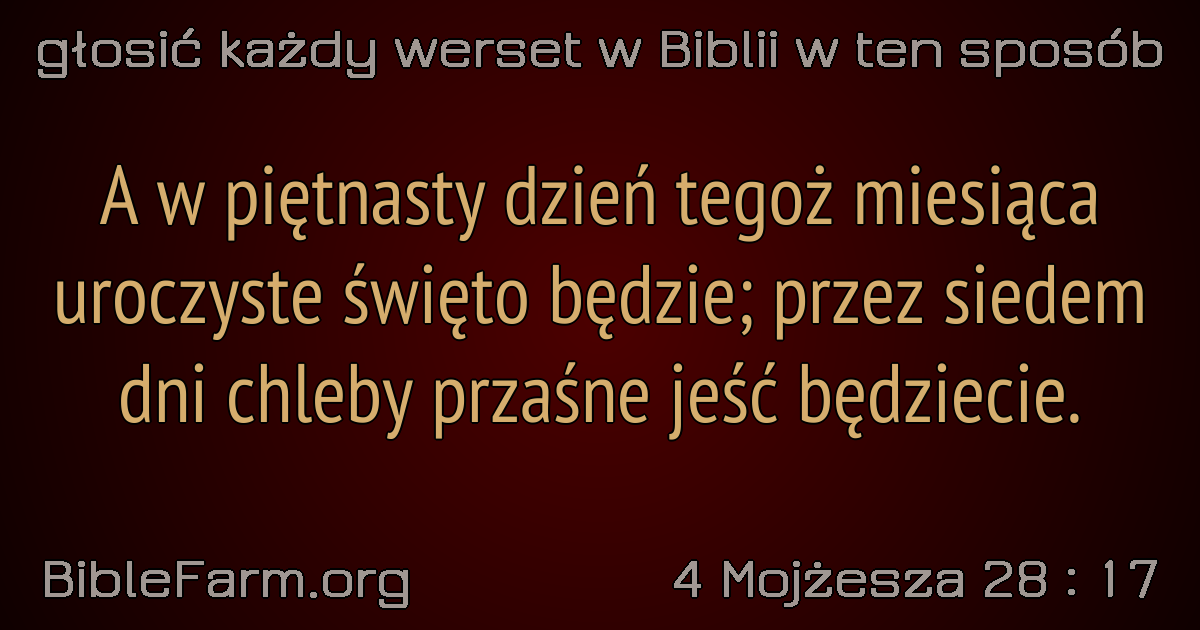 głosić każdy werset w Biblii w ten sposób
A w piętnasty dzień tegoż miesiąca
uroczyste święto będzie; przez siedem
dni chleby przaśne jeść będziecie.
BibleFarm.org
4 Mojżesza 28 : 17